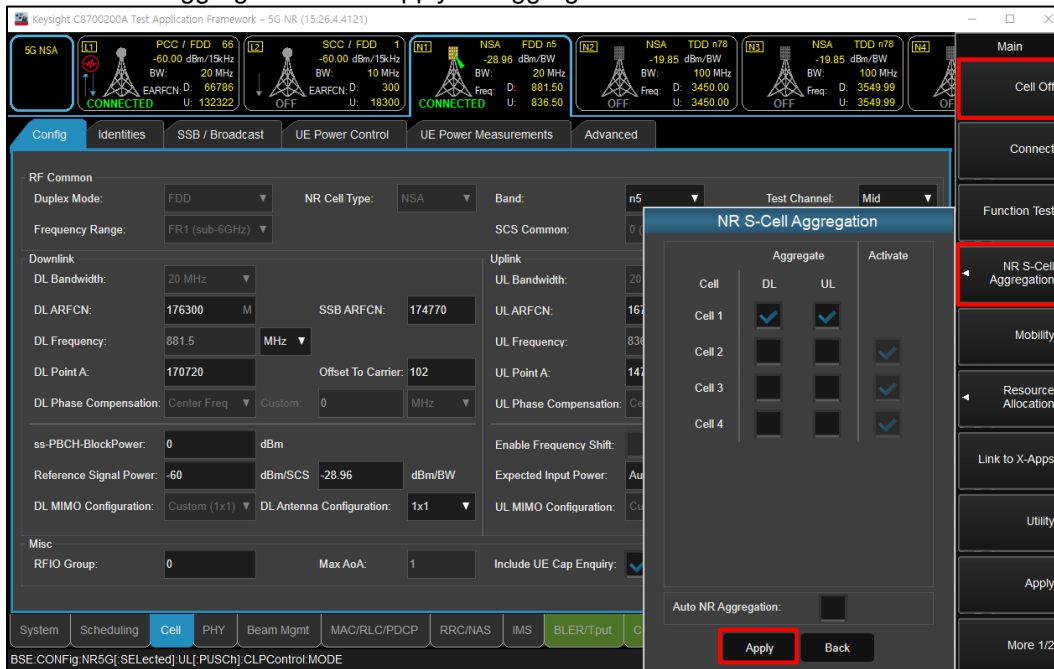 Keysight C8700200A Test Application Framework – 5G NR (15.26.4.4121)
5G NSA
L1
PCC / FDD 66
-60.00 dBm/15kHz
BW: 20 MHz
EARFCN: D: 66786
U: 132322
CONNECTED
L2
SCC / FDD 1
-60.00 dBm/15kHz
BW: 10 MHz
EARFCN: D: 300
U: 18300
OFF
N1
NSA FDD n5
-28.96 dBm/BW
BW: 20 MHz
Freq: D: 881.50
U: 836.50
CONNECTED
N2
NSA TDD n78
-19.85 dBm/BW
BW: 100 MHz
Freq: D: 3450.00
U: 3450.00
OFF
N3
NSA TDD n78
-19.85 dBm/BW
BW: 100 MHz
Freq: D: 3549.99
U: 3549.99
OFF
N4
Main
Cell Off
Connect
Function Test
NR S-Cell
Aggregation
Mobility
Resource
Allocation
Link to X-Apps
Utility
Apply
More 1/2
Config Identities SSB / Broadcast UE Power Control UE Power Measurements Advanced
RF Common
Duplex Mode: FDD NR Cell Type: NSA Band: n5 Test Channel: Mid
Frequency Range: FR1 (sub-6GHz) SCS Common: 0 (
Downlink
DL Bandwidth: 20 MHz
DL ARFCN: 176300 M SSB ARFCN: 174770
DL Frequency: 881.5 MHz
DL Point A: 170720 Offset To Carrier: 102
DL Phase Compensation: Center Freq Custom: 0 MHz
ss-PBCH-BlockPower: 0 dBm
Reference Signal Power: -60 dBm/SCS -28.96 dBm/BW
DL MIMO Configuration: Custom (1x1) DL Antenna Configuration: 1x1
Uplink
UL Bandwidth: 20
UL ARFCN: 167
UL Frequency: 836
UL Point A: 147
UL Phase Compensation: Ce
Enable Frequency Shift:
Expected Input Power: Au
UL MIMO Configuration: Cu
Misc
RFIO Group: 0 Max AoA: 1 Include UE Cap Enquiry:
NR S-Cell Aggregation
Aggregate Activate
Cell DL UL
Cell 1
Cell 2
Cell 3
Cell 4
Auto NR Aggregation:
Apply Back
System Scheduling Cell PHY Beam Mgmt MAC/RLC/PDCP RRC/NAS IMS BLER/Tput C
BSE:CONFig:NR5G[:SELected]:UL[:PUSCh]:CLPControl:MODE